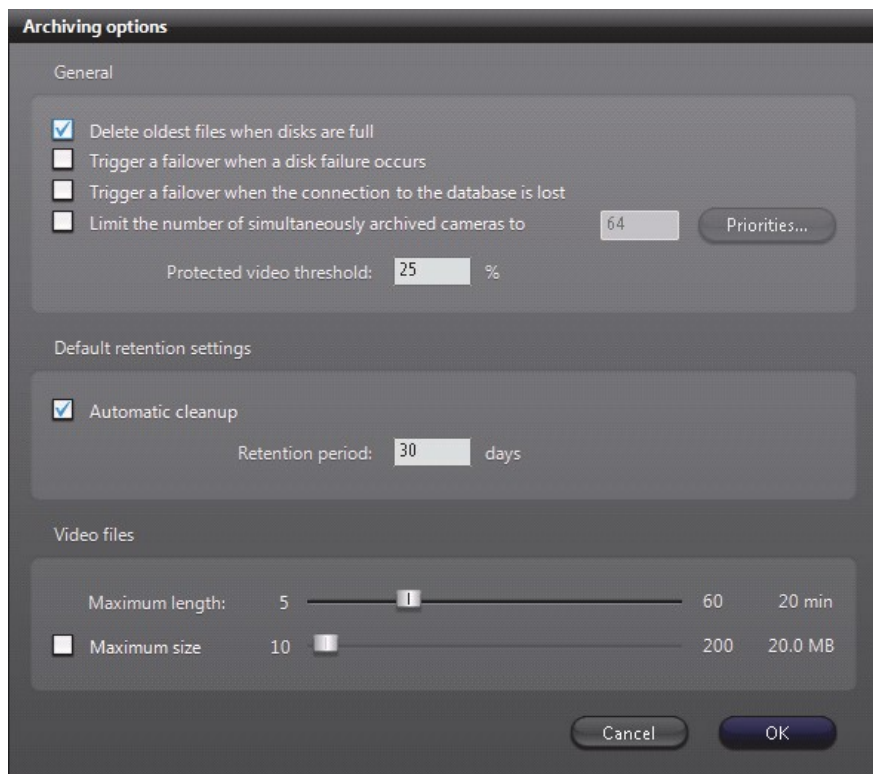 Archiving options
General
Delete oldest files when disks are full
Trigger a failover when a disk failure occurs
Trigger a failover when the connection to the database is lost
Limit the number of simultaneously archived cameras to 64 Priorities...
Protected video threshold: 25 %
Default retention settings
Automatic cleanup
Retention period: 30 days
Video files
Maximum length: 5 60 20 min
Maximum size 10 200 20.0 MB
Cancel OK